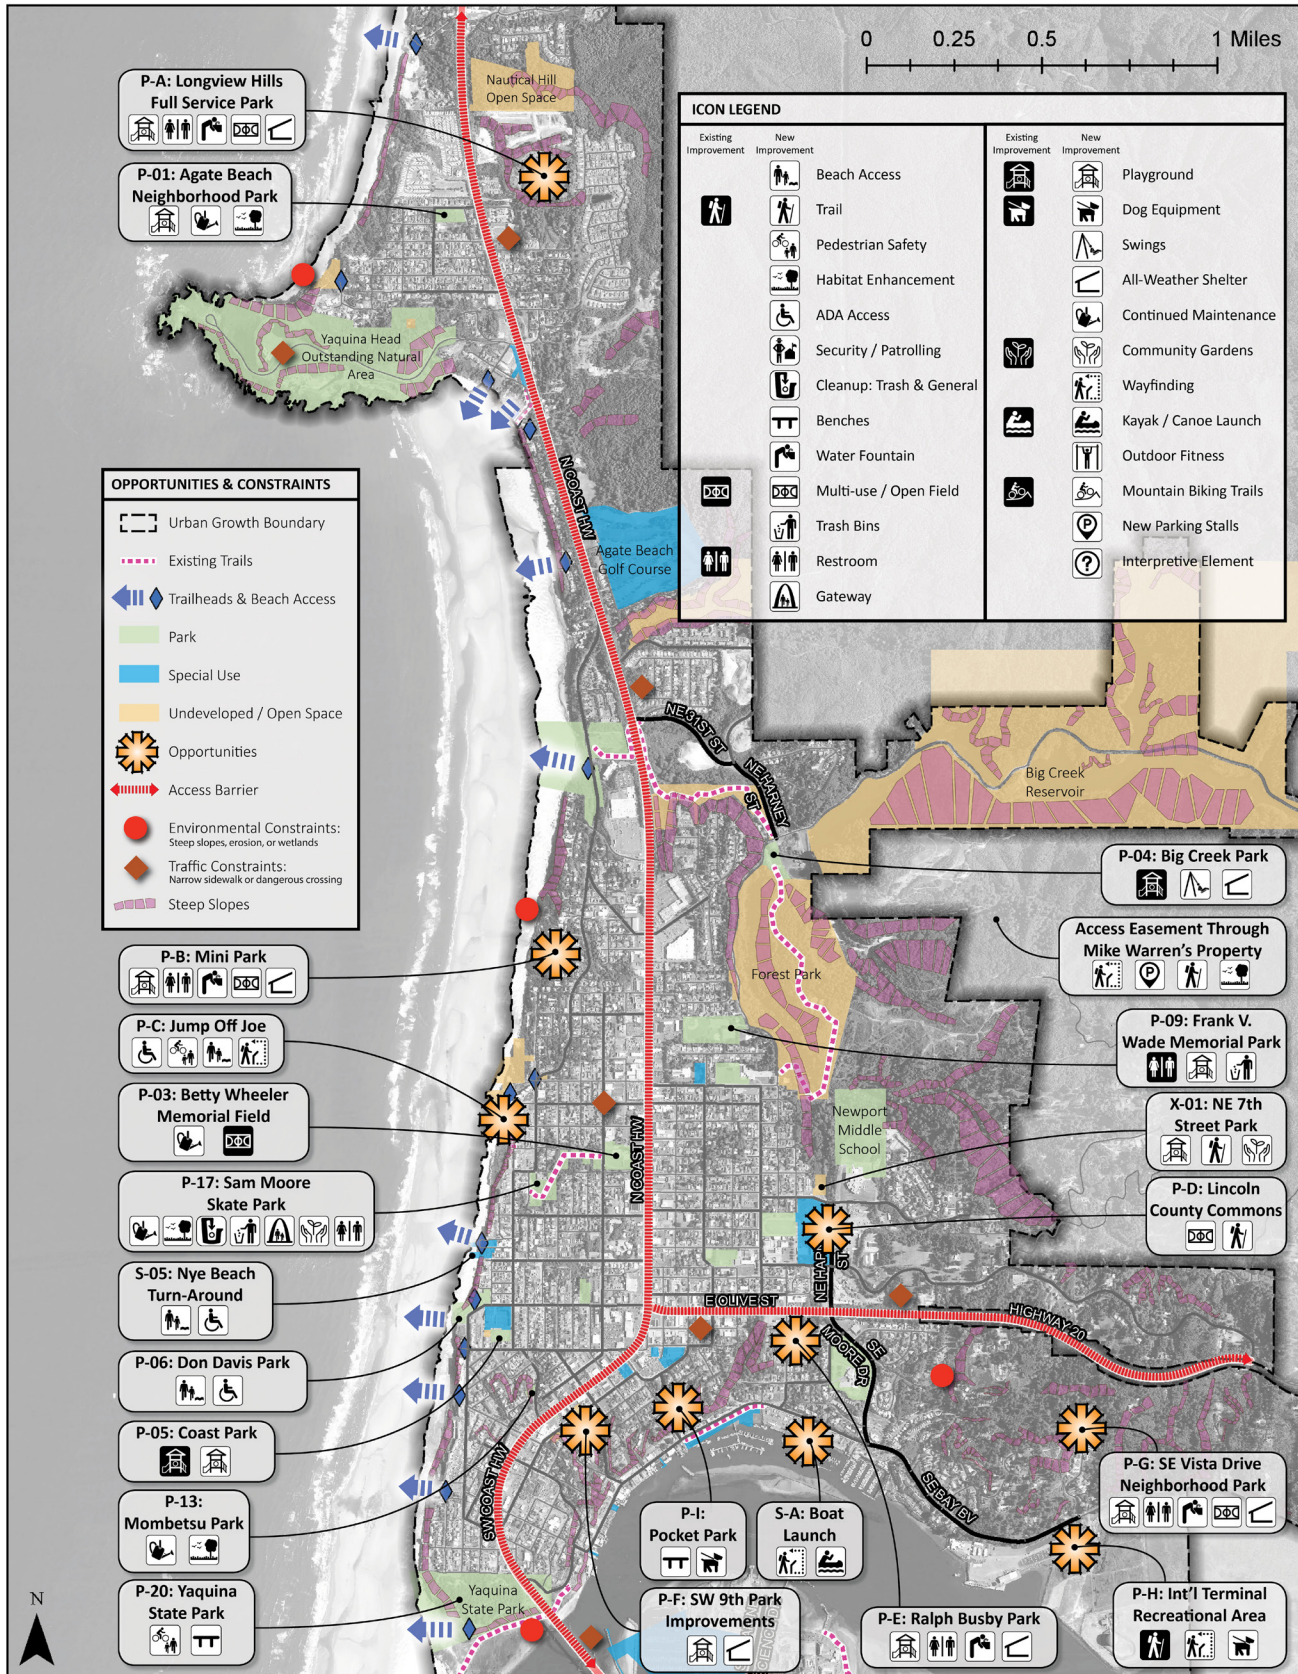 0 0.25 0.5 1 Miles
P-A: Longview Hills
Full Service Park
P-01: Agate Beach
Neighborhood Park
Nautical Hill
Open Space
ICON LEGEND
Existing
Improvement
New
Improvement
Beach Access
Trail
Pedestrian Safety
Habitat Enhancement
ADA Access
Security / Patrolling
Cleanup: Trash & General
Benches
Water Fountain
Multi-use / Open Field
Trash Bins
Restroom
Gateway
Existing
Improvement
New
Improvement
Playground
Dog Equipment
Swings
All-Weather Shelter
Continued Maintenance
Community Gardens
Wayfinding
Kayak / Canoe Launch
Outdoor Fitness
Mountain Biking Trails
New Parking Stalls
Interpretive Element
Yaquina Head
Outstanding Natural
Area
N COAST HW
Agate Beach
Golf Course
OPPORTUNITIES & CONSTRAINTS
Urban Growth Boundary
Existing Trails
Trailheads & Beach Access
Park
Special Use
Undeveloped / Open Space
Opportunities
Access Barrier
Environmental Constraints:
Steep slopes, erosion, or wetlands
Traffic Constraints:
Narrow sidewalk or dangerous crossing
Steep Slopes
NE 31ST ST
NE HARNEY
ST
Big Creek
Reservoir
Forest Park
P-04: Big Creek Park
Access Easement Through
Mike Warren's Property
P-09: Frank V.
Wade Memorial Park
X-01: NE 7th
Street Park
P-D: Lincoln
County Commons
P-B: Mini Park
P-C: Jump Off Joe
P-03: Betty Wheeler
Memorial Field
P-17: Sam Moore
Skate Park
S-05: Nye Beach
Turn-Around
P-06: Don Davis Park
P-05: Coast Park
P-13:
Mombetsu Park
P-20: Yaquina
State Park
Newport
Middle
School
N COAST HW
NE HAR
ST
E OLIVE ST
HIGHWAY 20
SE
MOORE DR
SE BAY BV
SW COAST HW
Yaquina
State Park
P-I:
Pocket Park
S-A: Boat
Launch
P-F: SW 9th Park
Improvements
P-E: Ralph Busby Park
P-G: SE Vista Drive
Neighborhood Park
P-H: Int'l Terminal
Recreational Area
N